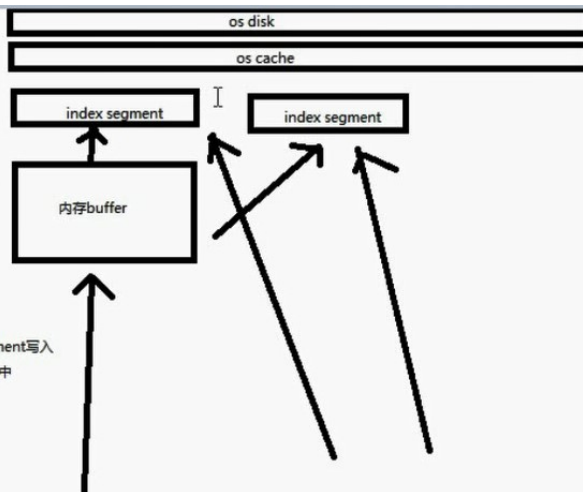 os disk
os cache
index segment
index segment
内存buffer
ment写入
中